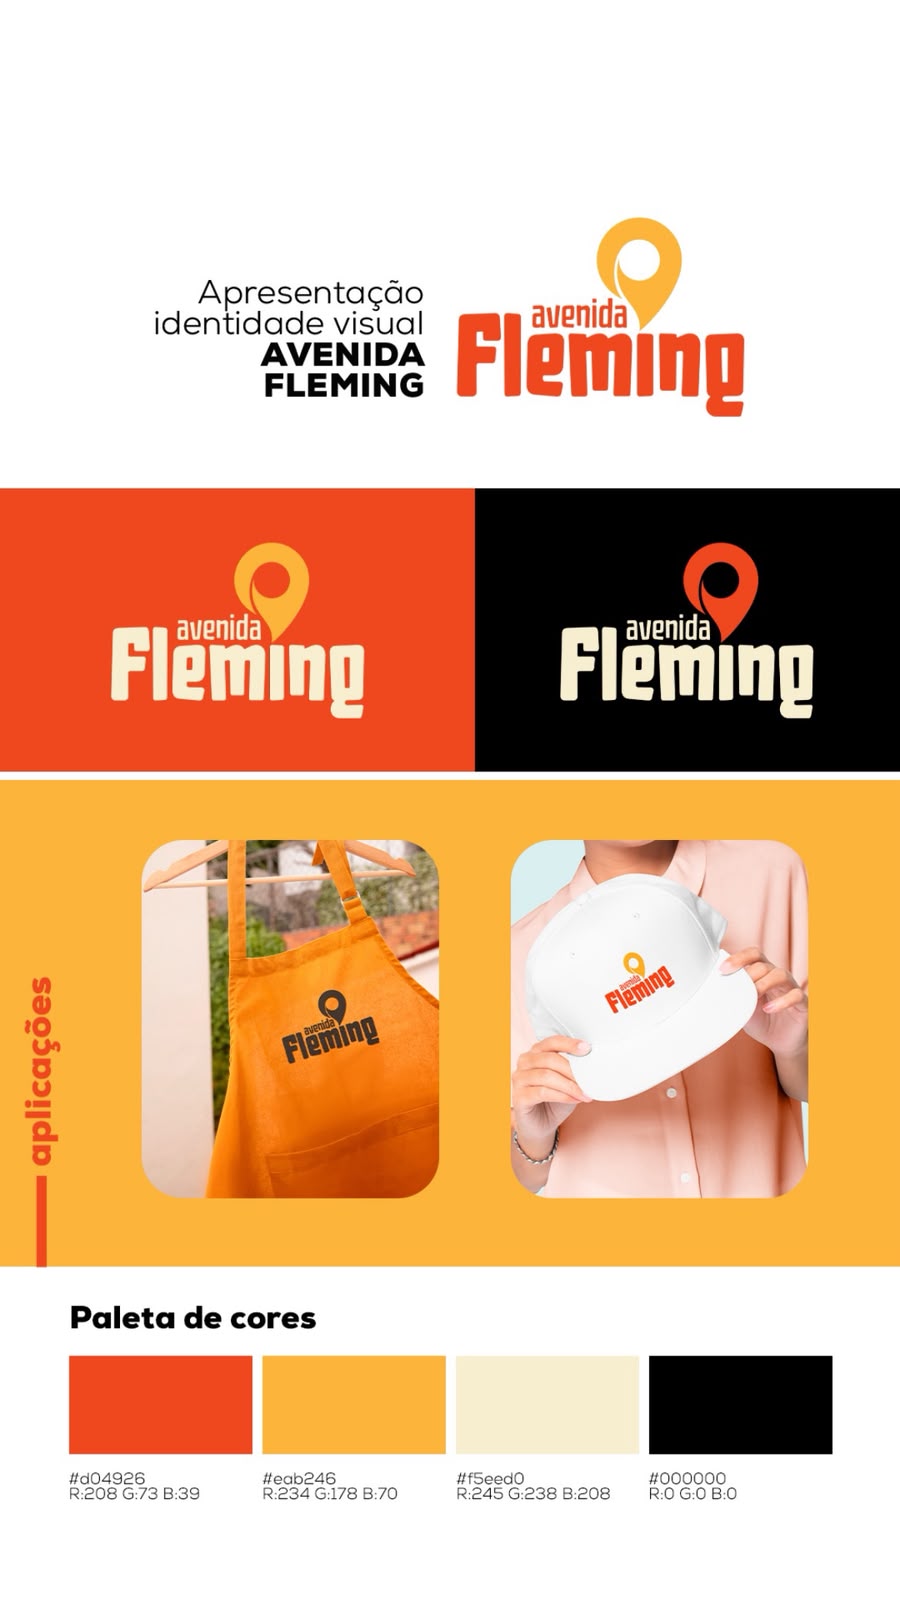 Apresentação
identidade visual
AVENIDA
FLEMING
avenida
Fleming
avenida
Fleming
avenida
Fleming
aplicações
avenida
Fleming
avenida
Fleming
Paleta de cores
#d04926
R:208 G:73 B:39
#eab246
R:234 G:178 B:70
#f5eed0
R:245 G:238 B:208
#000000
R:0 G:0 B:0